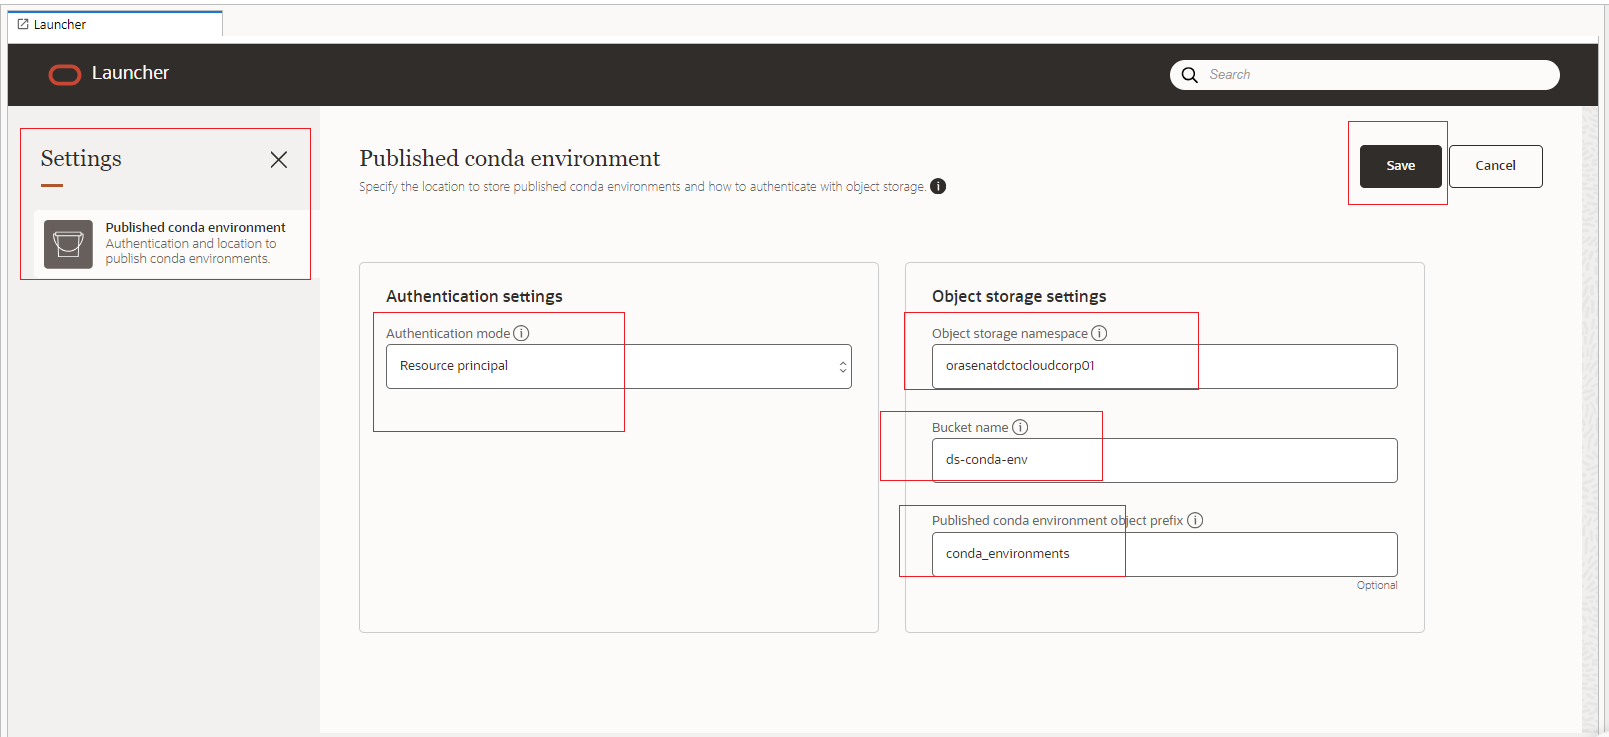 Launcher
Launcher
Search
Settings
Published conda environment
Authentication and location to
publish conda environments.
Published conda environment
Specify the location to store published conda environments and how to authenticate with object storage.
Save
Cancel
Authentication settings
Authentication mode
Resource principal
Object storage settings
Object storage namespace
orasenatdctocloudcorp01
Bucket name
ds-conda-env
Published conda environment object prefix
conda_environments
Optional